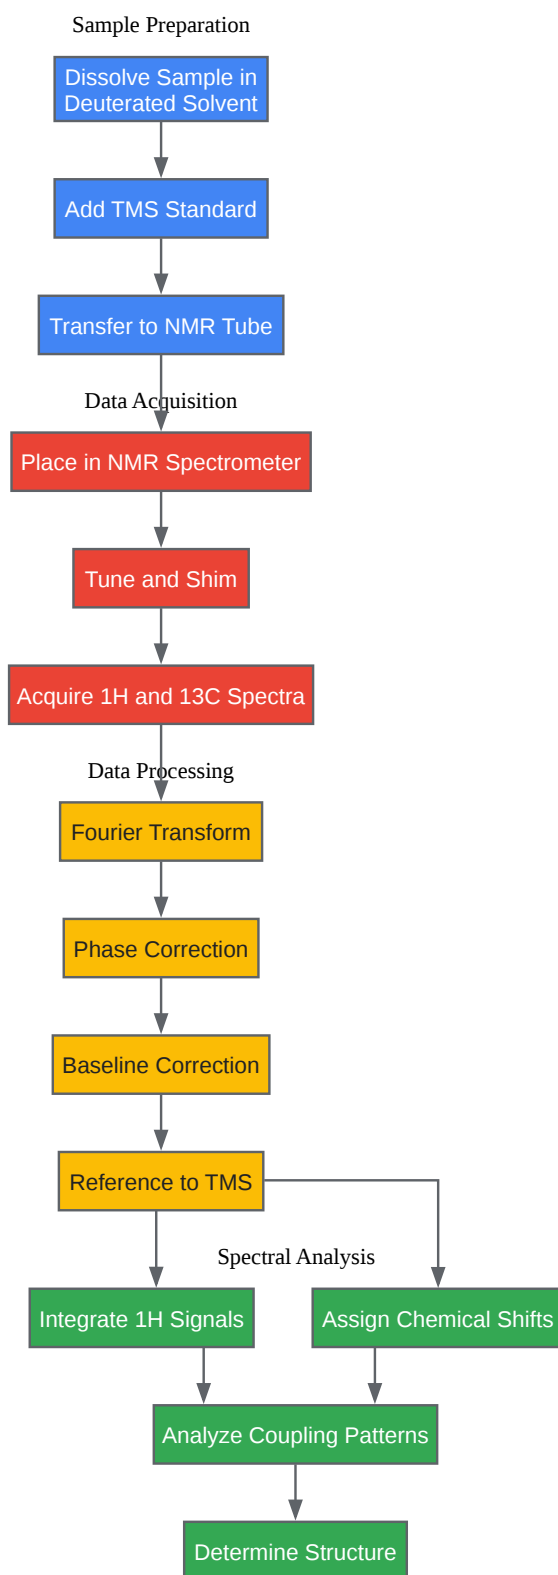 Sample Preparation
Dissolve Sample in
Deuterated Solvent
Add TMS Standard
Transfer to NMR Tube
Data Acquisition
Place in NMR Spectrometer
Tune and Shim
Acquire 1H and 13C Spectra
Data Processing
Fourier Transform
Phase Correction
Baseline Correction
Reference to TMS
Spectral Analysis
Integrate 1H Signals
Assign Chemical Shifts
Analyze Coupling Patterns
Determine Structure